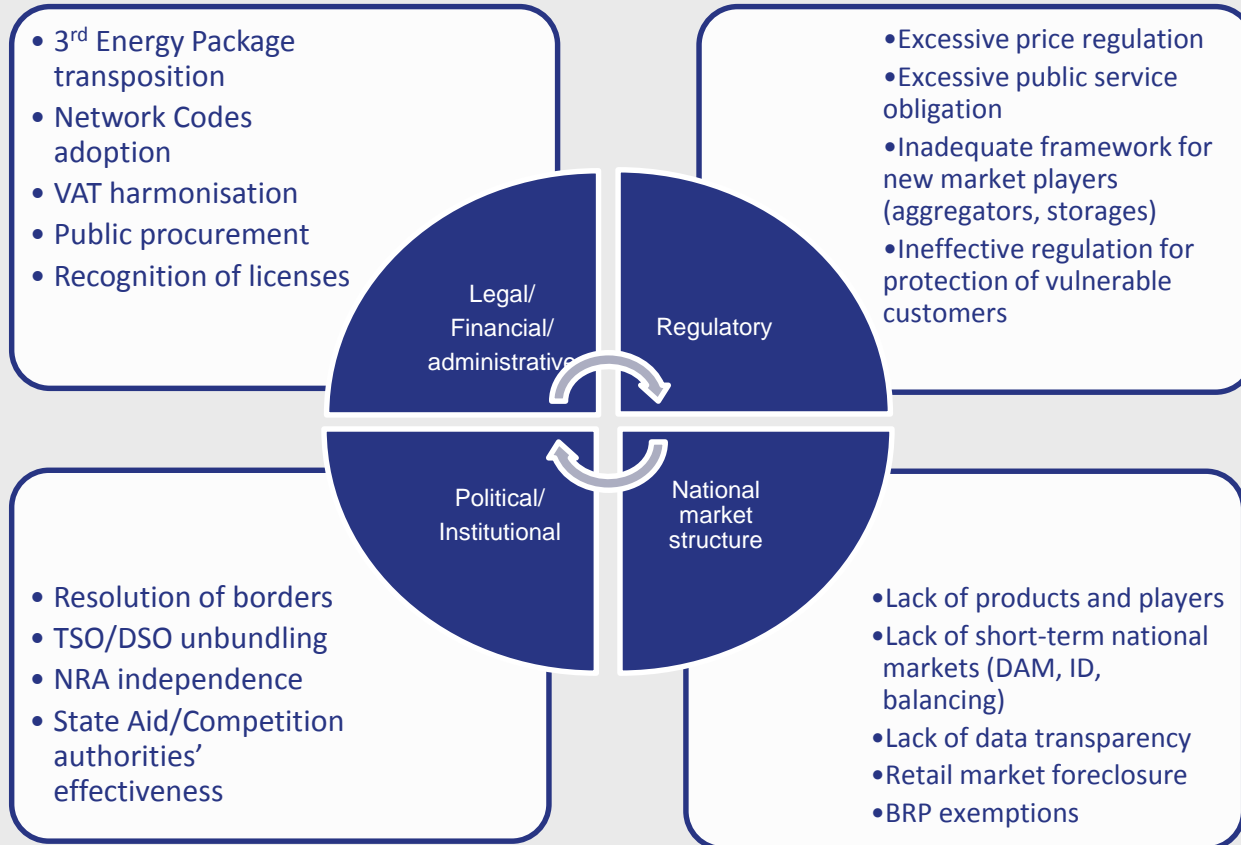 • 3rd Energy Package
transposition
• Network Codes
adoption
• VAT harmonisation
• Public procurement
• Recognition of licenses
•Excessive price regulation
•Excessive public service
obligation
•Inadequate framework for
new market players
(aggregators, storages)
•Ineffective regulation for
protection of vulnerable
customers
Legal/
Financial/
administrative
Regulatory
Political/
Institutional
National
market
structure
• Resolution of borders
• TSO/DSO unbundling
• NRA independence
• State Aid/Competition
authorities’
effectiveness
•Lack of products and players
•Lack of short-term national
markets (DAM, ID,
balancing)
•Lack of data transparency
•Retail market foreclosure
•BRP exemptions